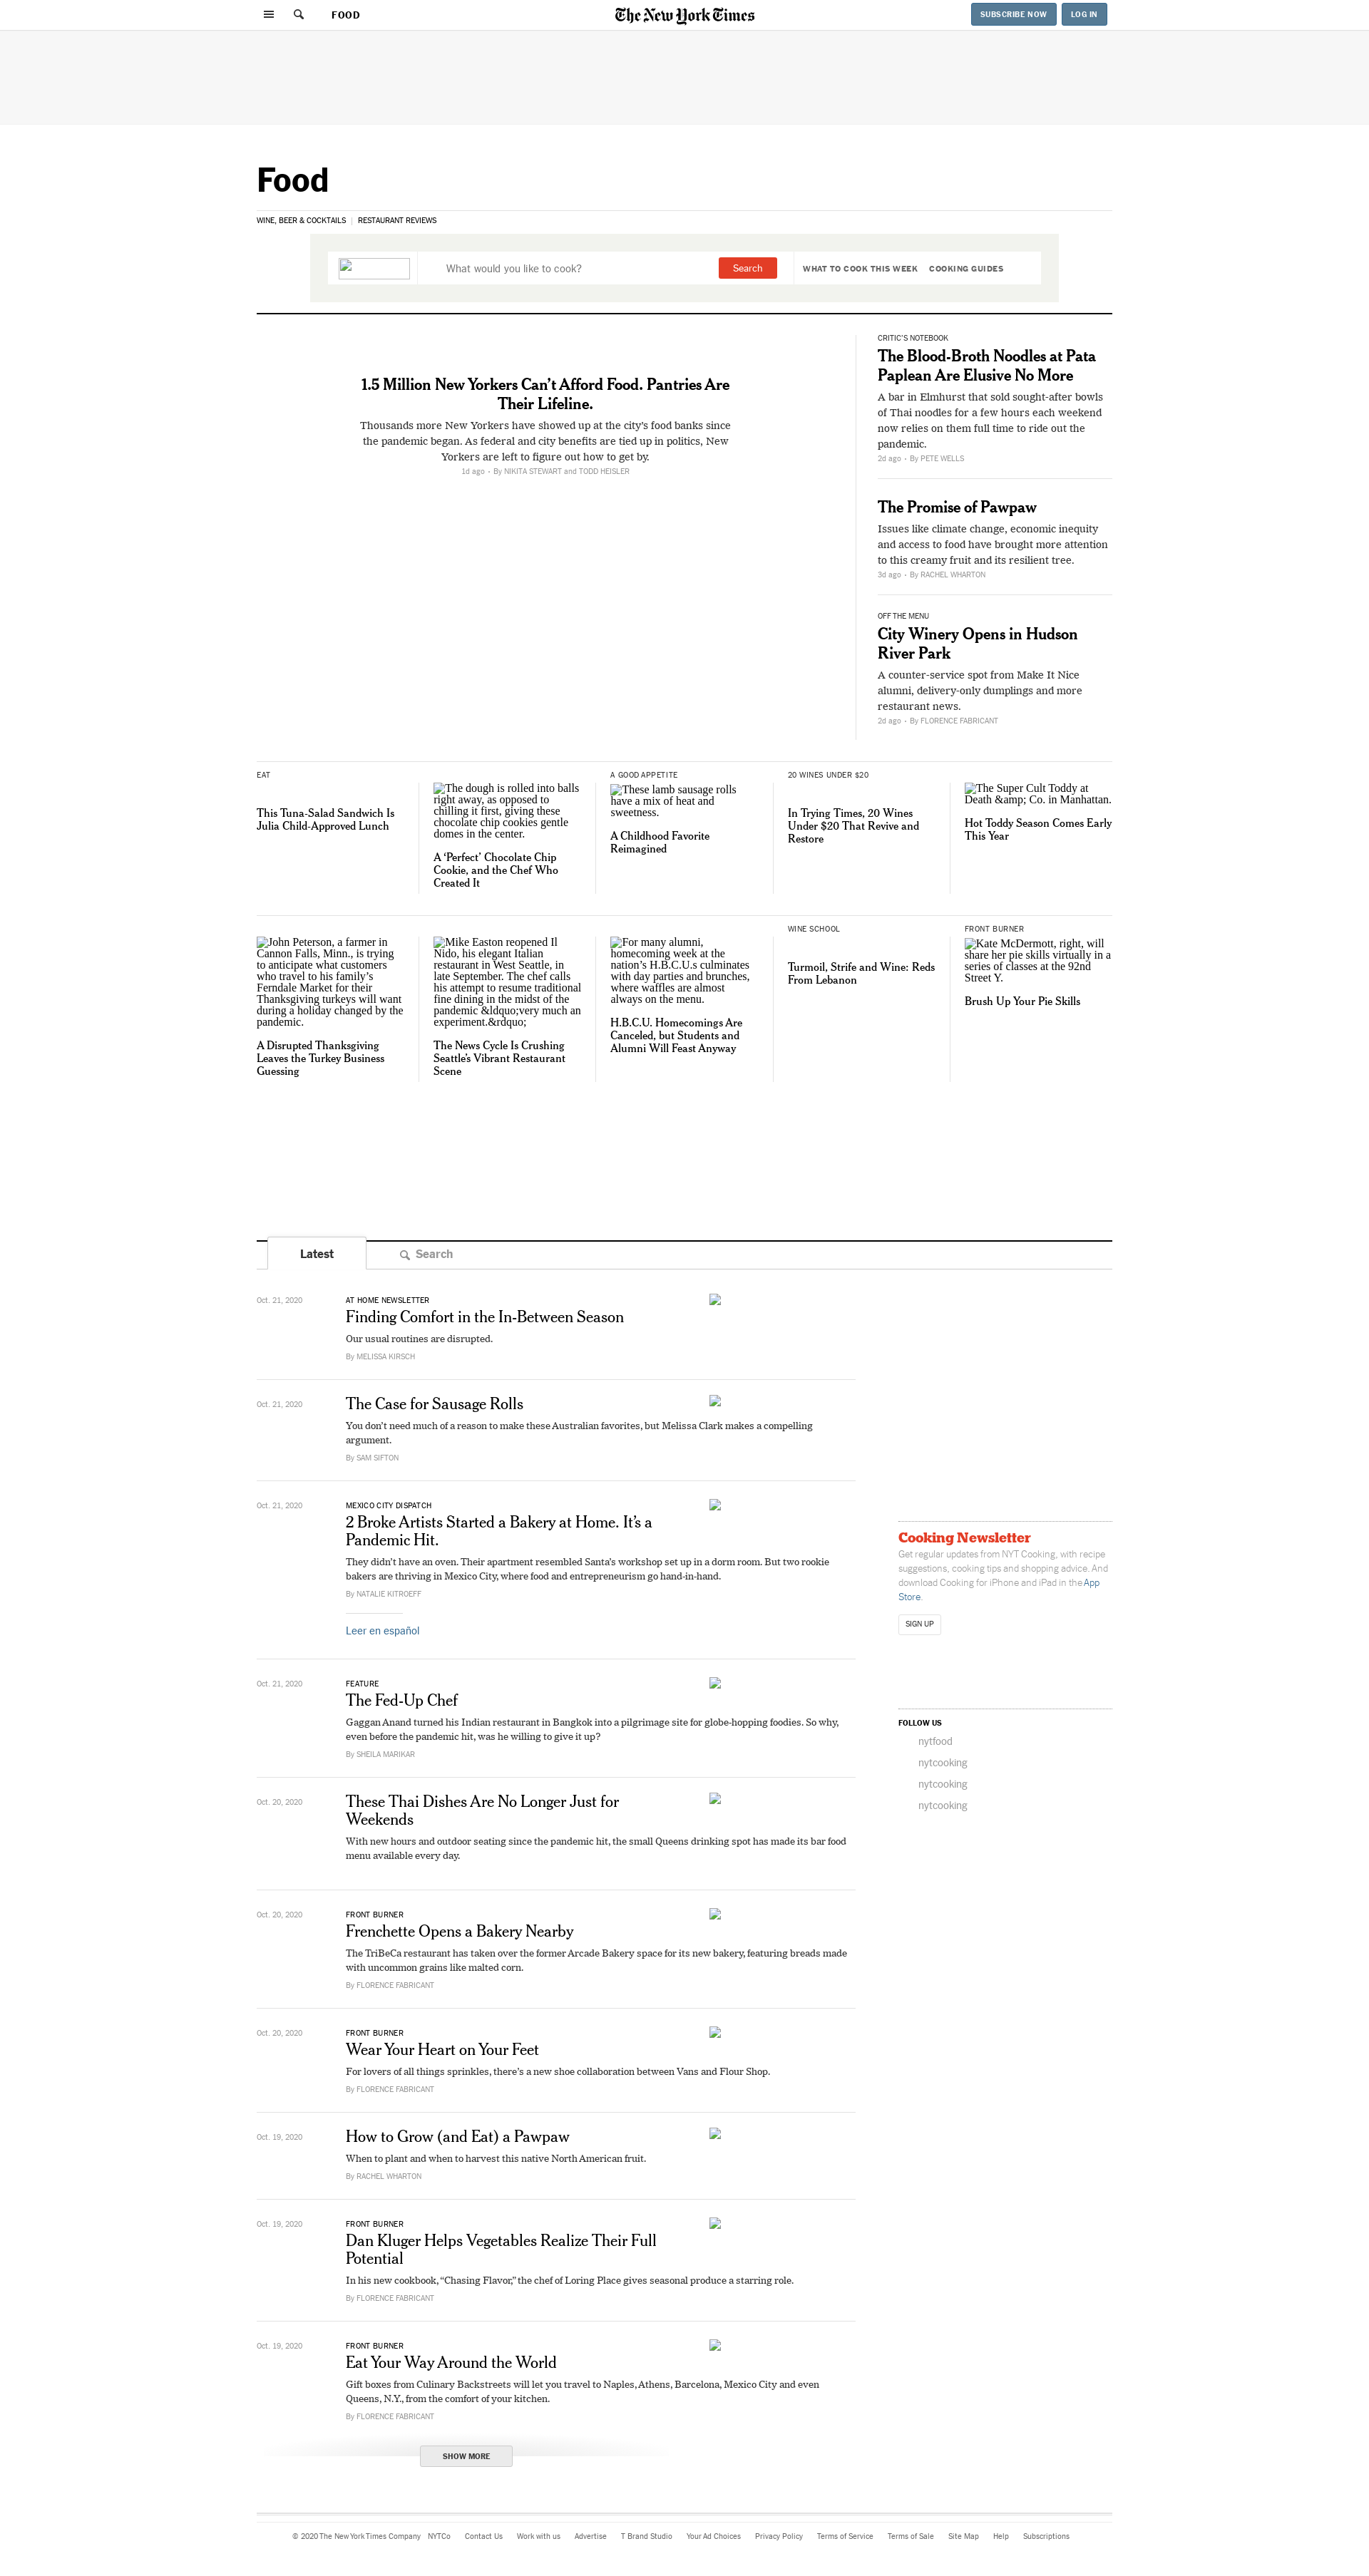 FOOD
The New York Times
SUBSCRIBE NOW
LOG IN
Food
WINE, BEER & COCKTAILS | RESTAURANT REVIEWS
What would you like to cook?
Search
WHAT TO COOK THIS WEEK
COOKING GUIDES
1.5 Million New Yorkers Can’t Afford Food. Pantries Are
Their Lifeline.
Thousands more New Yorkers have showed up at the city’s food banks since
the pandemic began. As federal and city benefits are tied up in politics, New
Yorkers are left to figure out how to get by.
1d ago • By NIKITA STEWART and TODD HEISLER
CRITIC’S NOTEBOOK
The Blood-Broth Noodles at Pata
Paplean Are Elusive No More
A bar in Elmhurst that sold sought-after bowls
of Thai noodles for a few hours each weekend
now relies on them full time to ride out the
pandemic.
2d ago • By PETE WELLS
The Promise of Pawpaw
Issues like climate change, economic inequity
and access to food have brought more attention
to this creamy fruit and its resilient tree.
3d ago • By RACHEL WHARTON
OFF THE MENU
City Winery Opens in Hudson
River Park
A counter-service spot from Make It Nice
alumni, delivery-only dumplings and more
restaurant news.
2d ago • By FLORENCE FABRICANT
EAT
This Tuna-Salad Sandwich Is
Julia Child-Approved Lunch
The dough is rolled into balls
right away, as opposed to
chilling it first, giving these
chocolate chip cookies gentle
domes in the center.
A ‘Perfect’ Chocolate Chip
Cookie, and the Chef Who
Created It
A GOOD APPETITE
These lamb sausage rolls
have a mix of heat and
sweetness.
A Childhood Favorite
Reimagined
20 WINES UNDER $20
In Trying Times, 20 Wines
Under $20 That Revive and
Restore
The Super Cult Toddy at
Death &amp; Co. in Manhattan.
Hot Toddy Season Comes Early
This Year
John Peterson, a farmer in
Cannon Falls, Minn., is trying
to anticipate what customers
who travel to his family’s
Ferndale Market for their
Thanksgiving turkeys will want
during a holiday changed by the
pandemic.
A Disrupted Thanksgiving
Leaves the Turkey Business
Guessing
Mike Easton reopened Il
Nido, his elegant Italian
restaurant in West Seattle, in
late September. The chef calls
his attempt to resume traditional
fine dining in the midst of the
pandemic &ldquo;very much an
experiment.&rdquo;
The News Cycle Is Crushing
Seattle’s Vibrant Restaurant
Scene
For many alumni,
homecoming week at the
nation’s H.B.C.U.s culminates
with day parties and brunches,
where waffles are almost
always on the menu.
H.B.C.U. Homecomings Are
Canceled, but Students and
Alumni Will Feast Anyway
WINE SCHOOL
Turmoil, Strife and Wine: Reds
From Lebanon
FRONT BURNER
Kate McDermott, right, will
share her pie skills virtually in a
series of classes at the 92nd
Street Y.
Brush Up Your Pie Skills
Latest
Search
Oct. 21, 2020
AT HOME NEWSLETTER
Finding Comfort in the In-Between Season
Our usual routines are disrupted.
By MELISSA KIRSCH
Oct. 21, 2020
The Case for Sausage Rolls
You don’t need much of a reason to make these Australian favorites, but Melissa Clark makes a compelling
argument.
By SAM SIFTON
Oct. 21, 2020
MEXICO CITY DISPATCH
2 Broke Artists Started a Bakery at Home. It’s a
Pandemic Hit.
They didn’t have an oven. Their apartment resembled Santa’s workshop set up in a dorm room. But two rookie
bakers are thriving in Mexico City, where food and entrepreneurism go hand-in-hand.
By NATALIE KITROEFF
Leer en español
Oct. 21, 2020
FEATURE
The Fed-Up Chef
Gaggan Anand turned his Indian restaurant in Bangkok into a pilgrimage site for globe-hopping foodies. So why,
even before the pandemic hit, was he willing to give it up?
By SHEILA MARIKAR
Oct. 20, 2020
These Thai Dishes Are No Longer Just for
Weekends
With new hours and outdoor seating since the pandemic hit, the small Queens drinking spot has made its bar food
menu available every day.
Oct. 20, 2020
FRONT BURNER
Frenchette Opens a Bakery Nearby
The TriBeCa restaurant has taken over the former Arcade Bakery space for its new bakery, featuring breads made
with uncommon grains like malted corn.
By FLORENCE FABRICANT
Oct. 20, 2020
FRONT BURNER
Wear Your Heart on Your Feet
For lovers of all things sprinkles, there’s a new shoe collaboration between Vans and Flour Shop.
By FLORENCE FABRICANT
Oct. 19, 2020
How to Grow (and Eat) a Pawpaw
When to plant and when to harvest this native North American fruit.
By RACHEL WHARTON
Oct. 19, 2020
FRONT BURNER
Dan Kluger Helps Vegetables Realize Their Full
Potential
In his new cookbook, “Chasing Flavor,” the chef of Loring Place gives seasonal produce a starring role.
By FLORENCE FABRICANT
Oct. 19, 2020
FRONT BURNER
Eat Your Way Around the World
Gift boxes from Culinary Backstreets will let you travel to Naples, Athens, Barcelona, Mexico City and even
Queens, N.Y., from the comfort of your kitchen.
By FLORENCE FABRICANT
SHOW MORE
Cooking Newsletter
Get regular updates from NYT Cooking, with recipe
suggestions, cooking tips and shopping advice. And
download Cooking for iPhone and iPad in the App
Store.
SIGN UP
FOLLOW US
nytfood
nytcooking
nytcooking
nytcooking
© 2020 The New York Times Company NYTCo Contact Us Work with us Advertise T Brand Studio Your Ad Choices Privacy Policy Terms of Service Terms of Sale Site Map Help Subscriptions